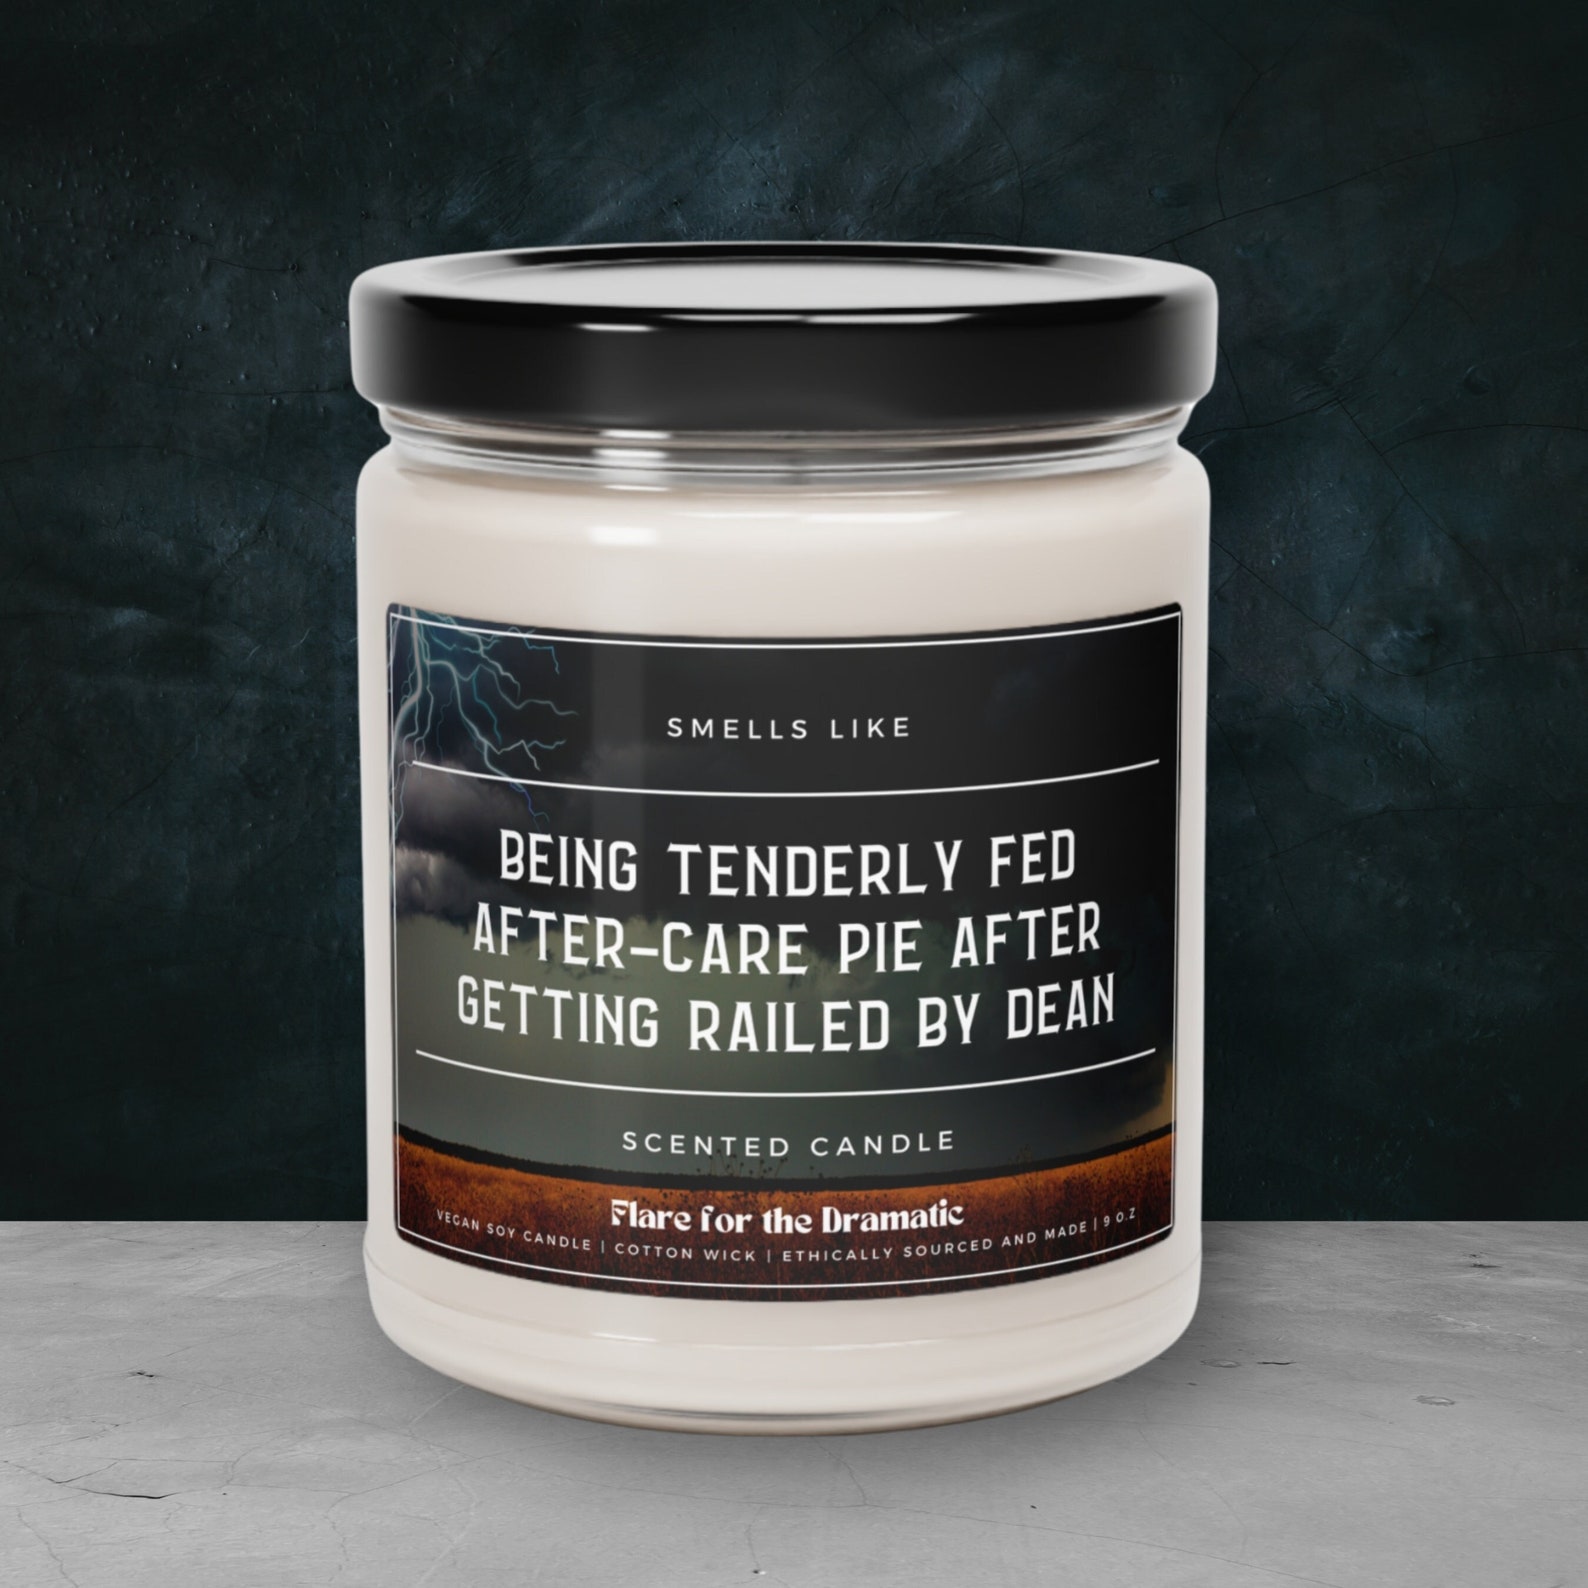 SMELLS LIKE
BEING TENDERLY FED
AFTER-CARE PIE AFTER
GETTING RAILED BY DEAN
SCENTED CANDLE
Flare for the Dramatic
VEGAN SOY CANDLE | COTTON WICK | ETHICALLY SOURCED AND MADE | 9 O.Z